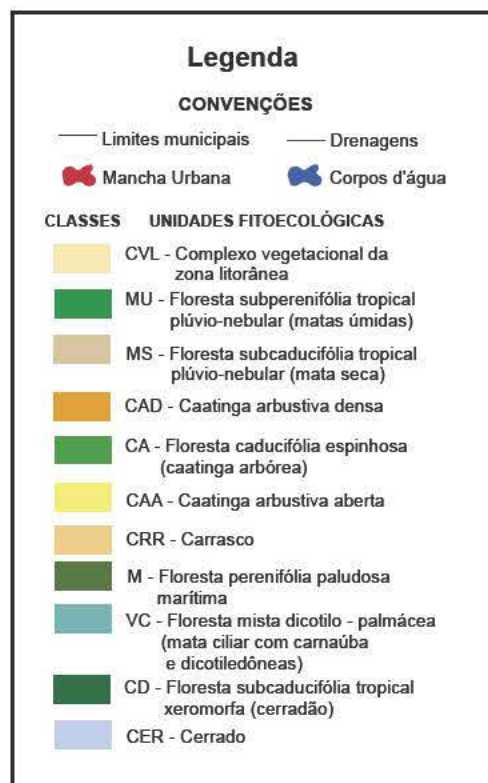 Legenda
CONVENÇÕES
Limites municipais Drenagens
Mancha Urbana Corpos d'água
CLASSES UNIDADES FITOECOLÓGICAS
CVL - Complexo vegetacional da
zona litorânea
MU - Floresta subperenifólia tropical
plúvio-nebular (matas úmidas)
MS - Floresta subcaducifólia tropical
plúvio-nebular (mata seca)
CAD - Caatinga arbustiva densa
CA - Floresta caducifólia espinhosa
(caatinga arbórea)
CAA - Caatinga arbustiva aberta
CRR - Carrasco
M - Floresta perenifólia paludosa
marítima
VC - Floresta mista dicotilo - palmácea
(mata ciliar com carnaúba
e dicotiledôneas)
CD - Floresta subcaducifólia tropical
xeromorfa (cerradão)
CER - Cerrado